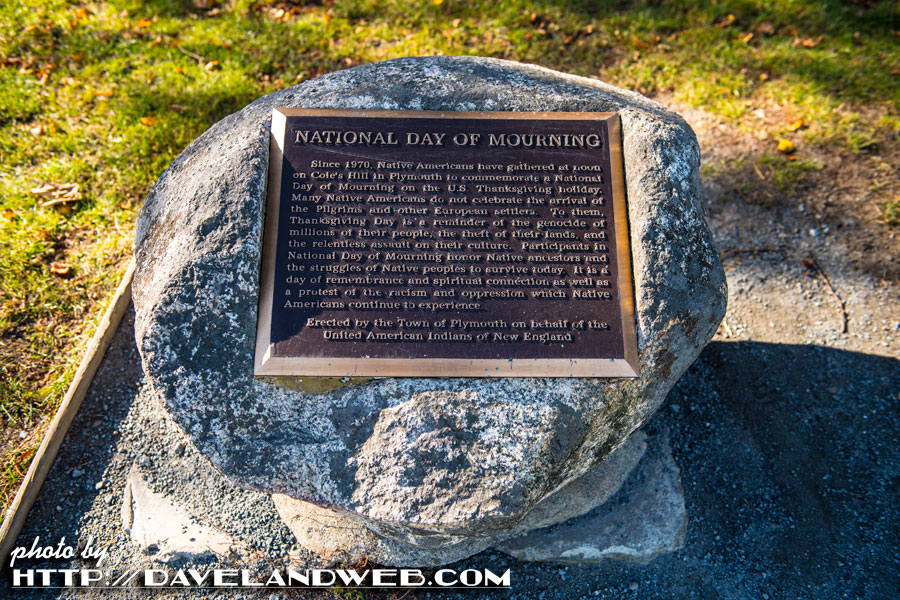 NATIONAL DAY OF MOURNING
Since 1970, Native Americans have gathered at noon
on Cole's Hill in Plymouth to commemorate a National
Day of Mourning on the U.S. Thanksgiving holiday.
Many Native Americans do not celebrate the arrival of
the Pilgrims and other European settlers. To them,
Thanksgiving Day is a reminder of the genocide of
millions of their people, the theft of their lands, and
the relentless assault on their culture. Participants in
National Day of Mourning honor Native ancestors and
the struggles of Native peoples to survive today. It is a
day of remembrance and spiritual connection as well as
a protest of the racism and oppression which Native
Americans continue to experience.
Erected by the Town of Plymouth on behalf of the
United American Indians of New England
photo by
HTTP://DAVELANDWEB.COM